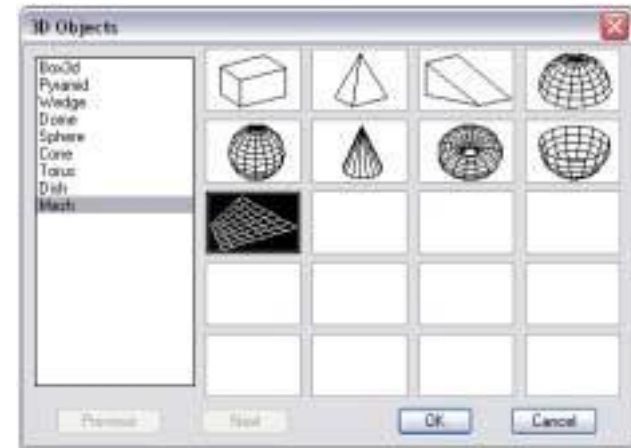 3D Objects
Box3d
Pyramid
Wedge
Dome
Sphere
Cone
Torus
Dish
Mesh
Previous
Next
OK
Cancel